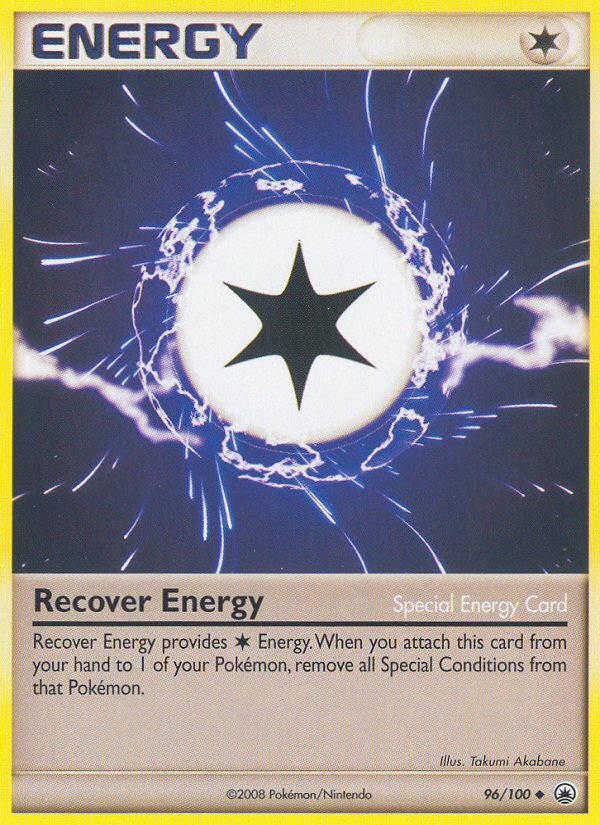 ENERGY
Recover Energy Special Energy Card
Recover Energy provides ✶ Energy. When you attach this card from
your hand to 1 of your Pokémon, remove all Special Conditions from
that Pokémon.
Illus. Takumi Akabane
©2008 Pokémon/Nintendo 96/100 ◆